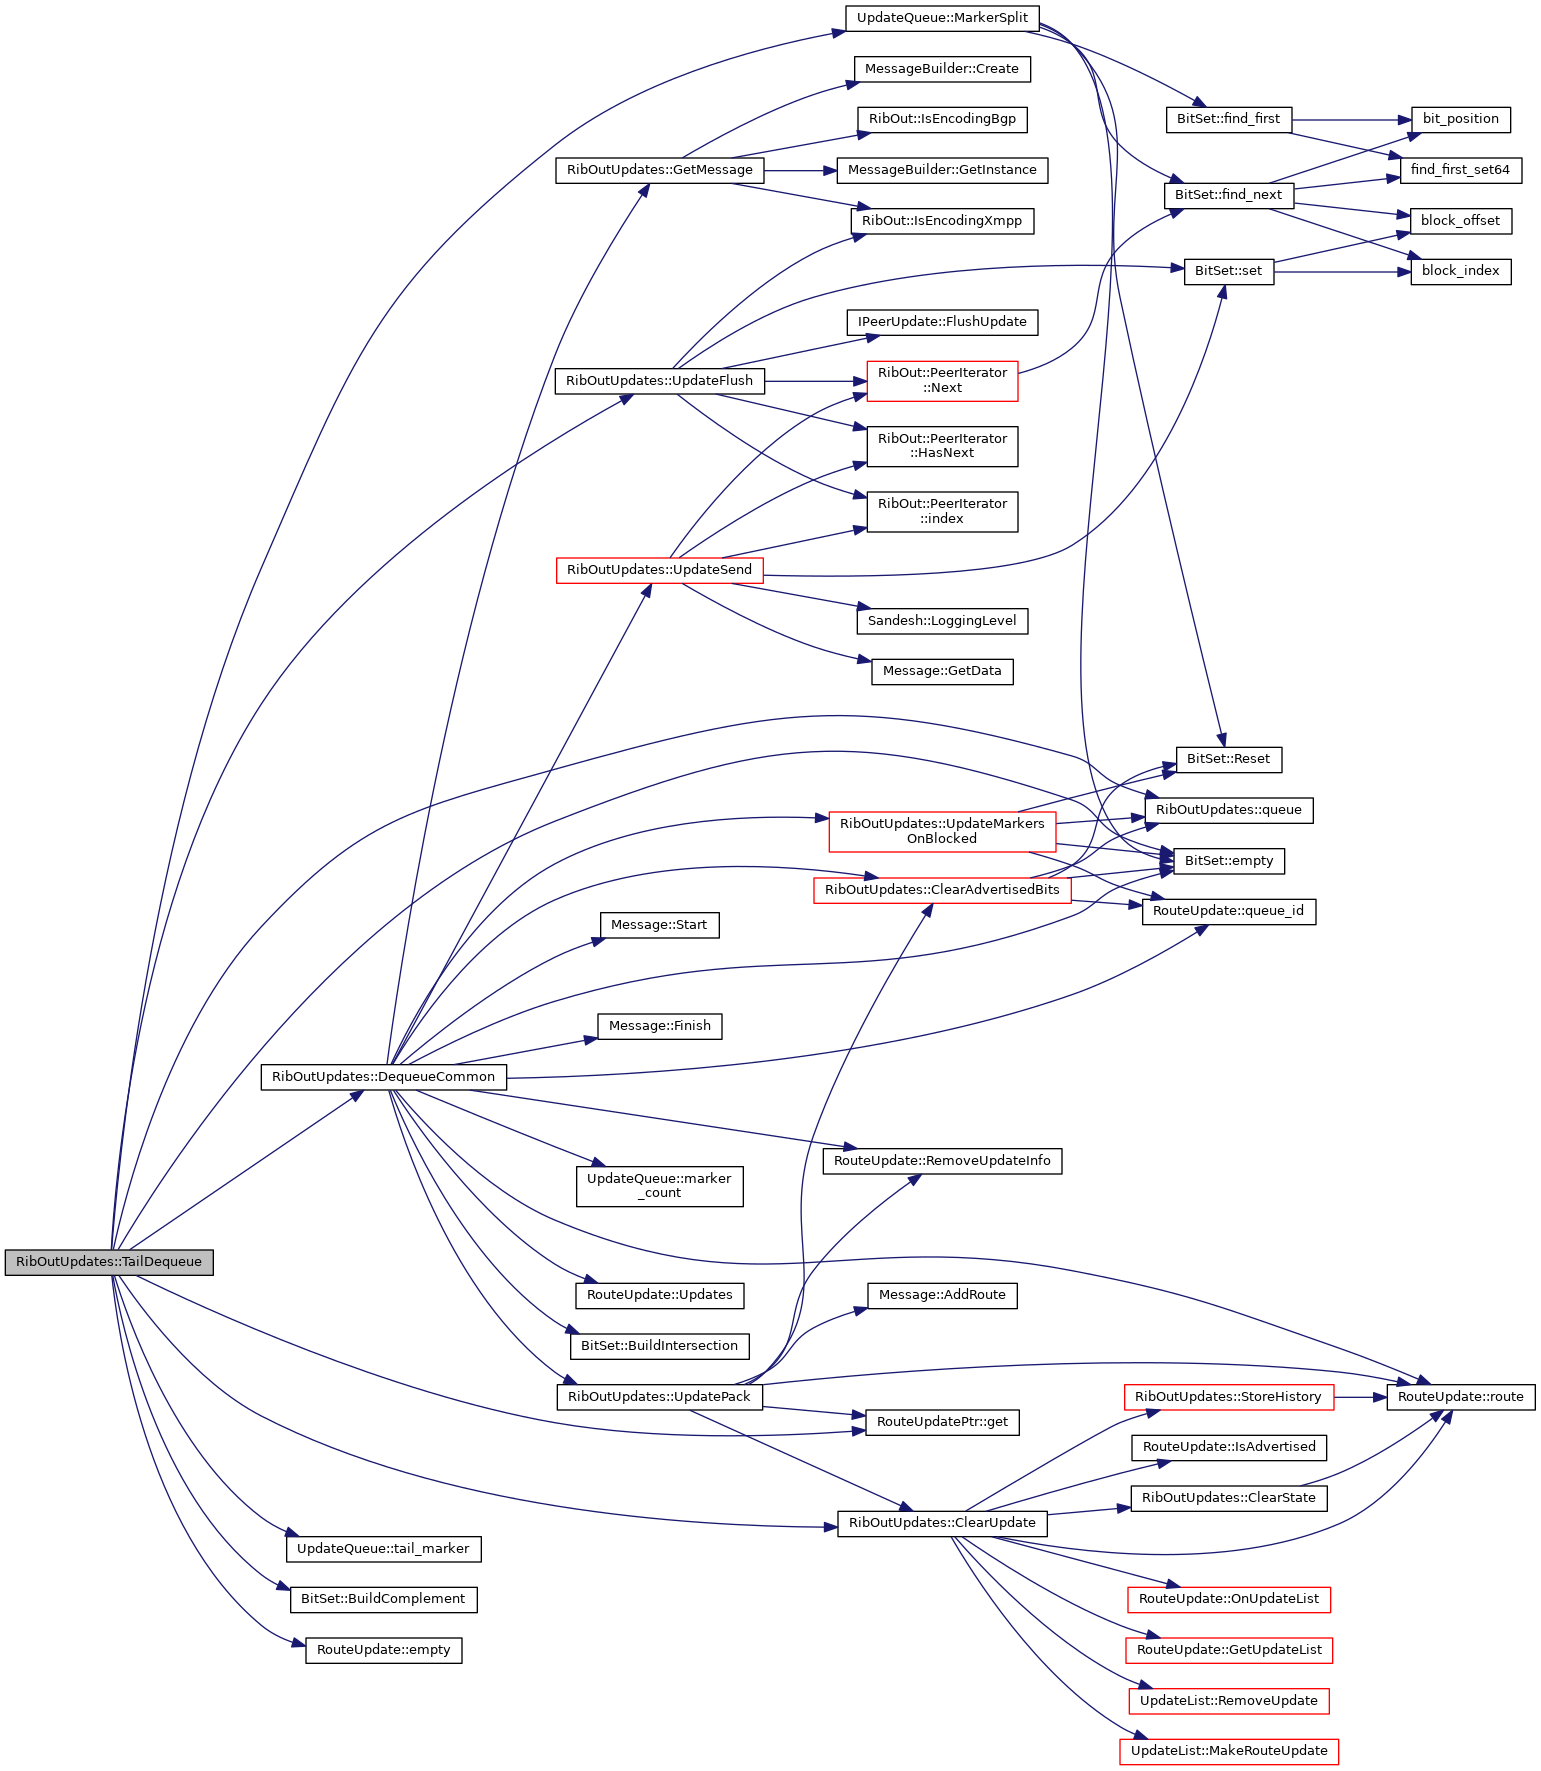 UpdateQueue::MarkerSplit
MessageBuilder::Create
RibOut::IsEncodingBgp
BitSet::find_first
bit_position
RibOutUpdates::GetMessage
MessageBuilder::GetInstance
find_first_set64
BitSet::find_next
RibOut::IsEncodingXmpp
block_offset
BitSet::set
block_index
IPeerUpdate::FlushUpdate
RibOutUpdates::UpdateFlush
RibOut::PeerIterator
::Next
RibOut::PeerIterator
::HasNext
RibOut::PeerIterator
::index
RibOutUpdates::UpdateSend
Sandesh::LoggingLevel
Message::GetData
BitSet::Reset
RibOutUpdates::queue
RibOutUpdates::UpdateMarkers
OnBlocked
BitSet::empty
RibOutUpdates::ClearAdvertisedBits
RouteUpdate::queue_id
Message::Start
Message::Finish
RibOutUpdates::DequeueCommon
RouteUpdate::RemoveUpdateInfo
UpdateQueue::marker
_count
RibOutUpdates::TailDequeue
RouteUpdate::Updates
Message::AddRoute
BitSet::BuildIntersection
RibOutUpdates::UpdatePack
RibOutUpdates::StoreHistory
RouteUpdate::route
RouteUpdatePtr::get
RouteUpdate::IsAdvertised
RibOutUpdates::ClearState
RibOutUpdates::ClearUpdate
UpdateQueue::tail_marker
BitSet::BuildComplement
RouteUpdate::OnUpdateList
RouteUpdate::empty
RouteUpdate::GetUpdateList
UpdateList::RemoveUpdate
UpdateList::MakeRouteUpdate